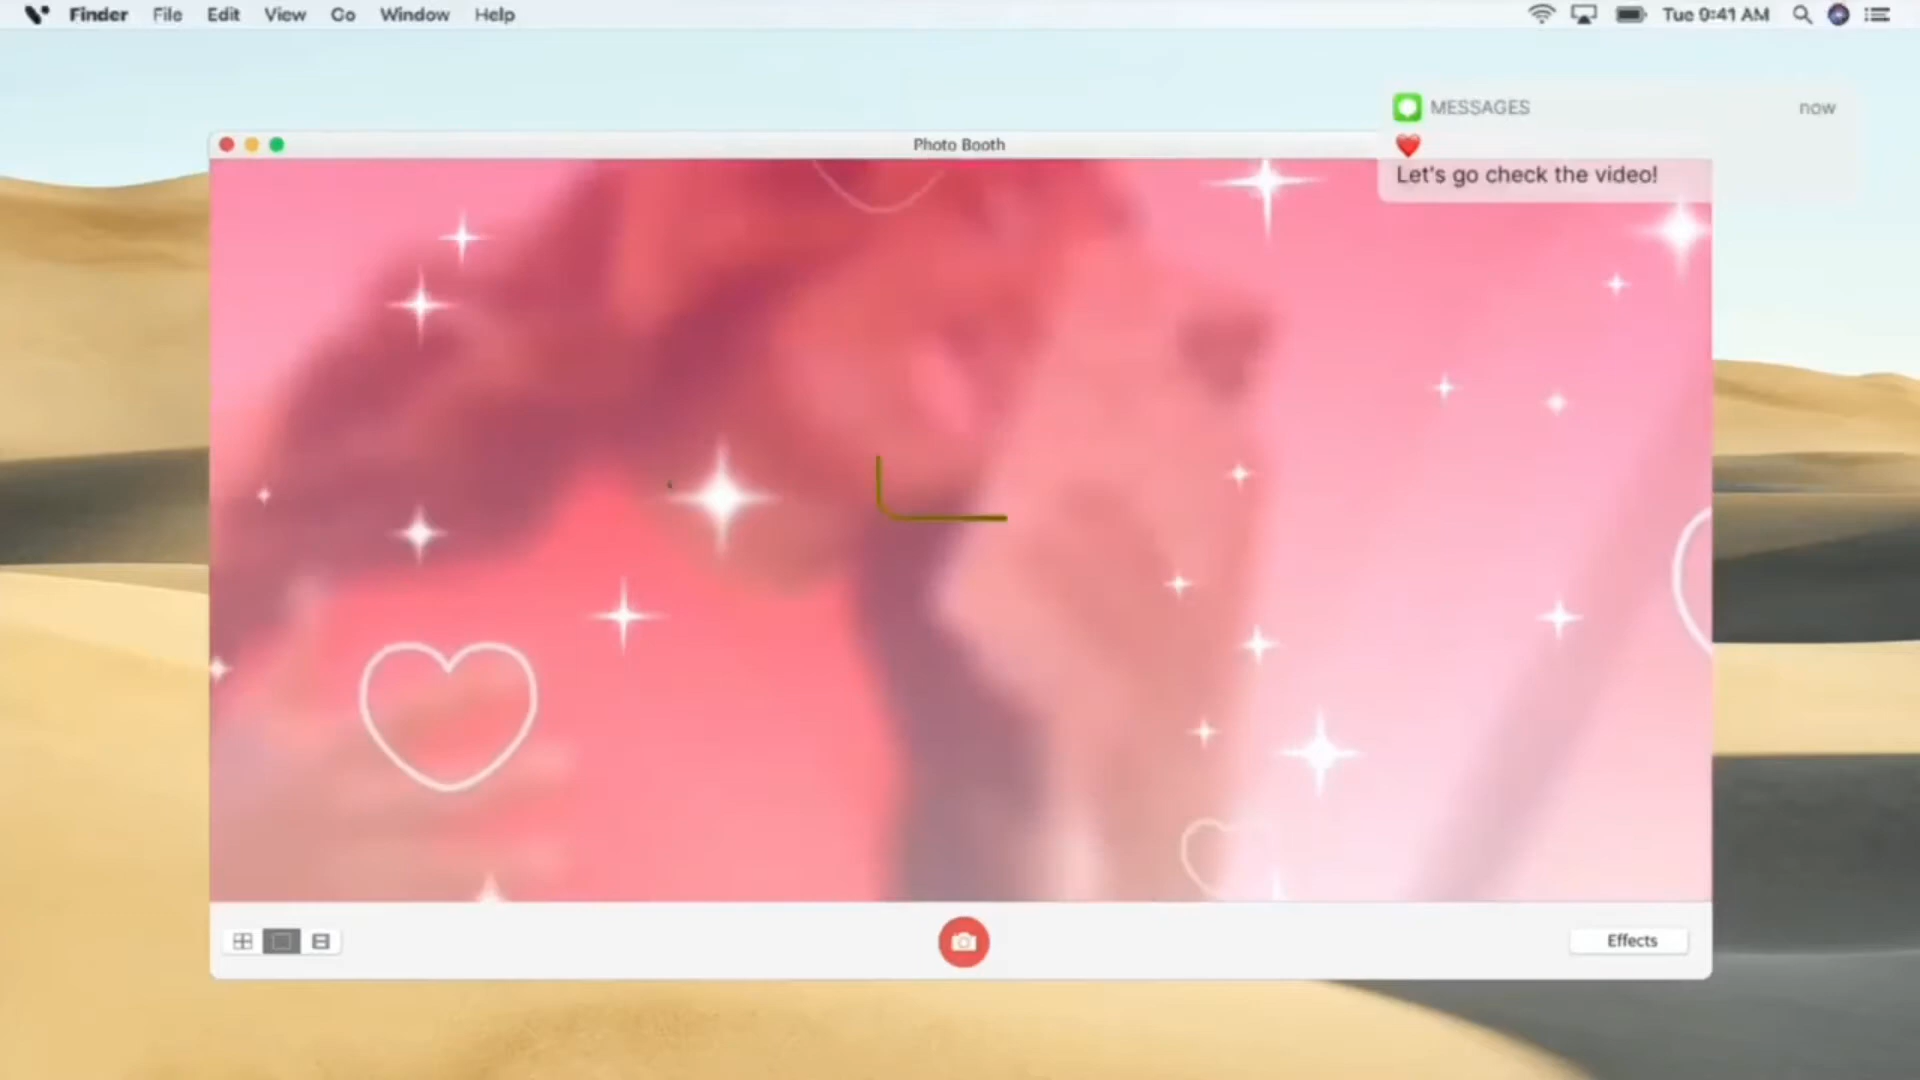 Finder File Edit View Go Window Help Tue 9:41 AM
MESSAGES now
❤️
Let's go check the video!
Photo Booth
Effects